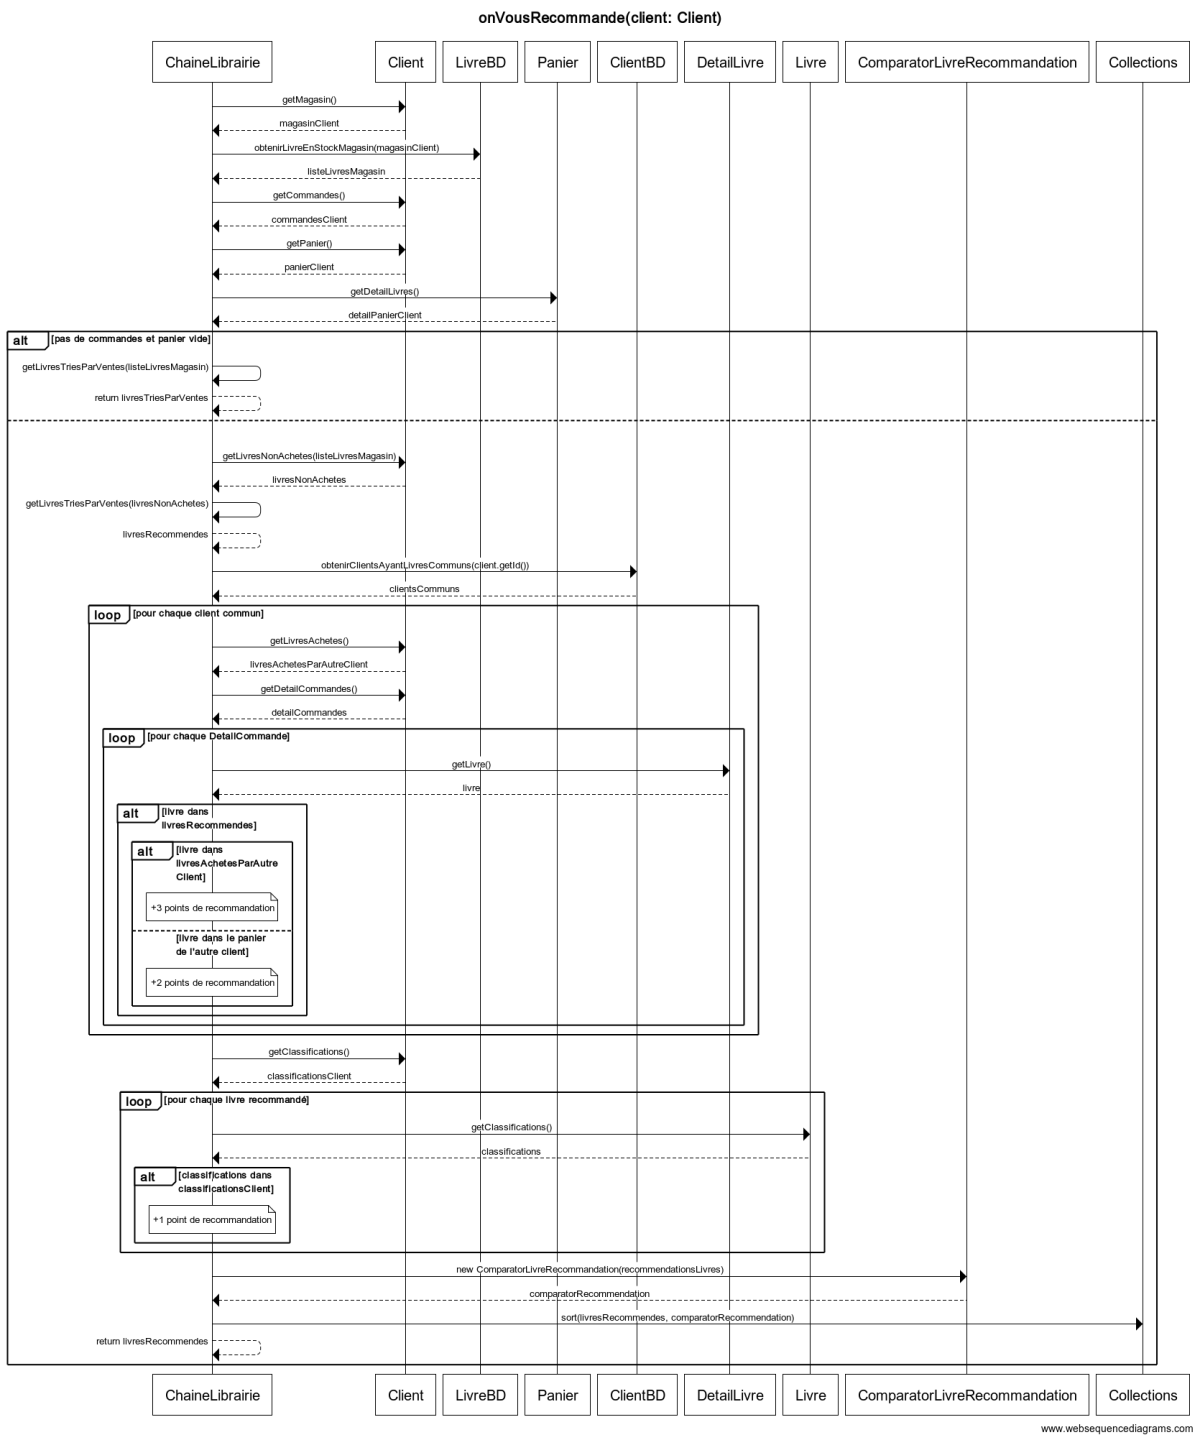 onVousRecommande(client: Client)
ChaineLibrairie
Client
LivreBD
Panier
ClientBD
DetailLivre
Livre
ComparatorLivreRecommandation
Collections
getMagasin()
magasinClient
obtenirLivreEnStockMagasin(magasinClient)
listeLivresMagasin
getCommandes()
commandesClient
getPanier()
panierClient
getDetailLivres()
detailPanierClient
alt
[pas de commandes et panier vide]
getLivresTriesParVentes(listeLivresMagasin)
return livresTriesParVentes
getLivresNonAchetes(listeLivresMagasin)
livresNonAchetes
getLivresTriesParVentes(livresNonAchetes)
livresRecommendes
obtenirClientsAyantLivresCommuns(client.getId())
clientsCommuns
loop
[pour chaque client commun]
getLivresAchetes()
livresAchetesParAutreClient
getDetailCommandes()
detailCommandes
loop
[pour chaque DetailCommande]
getLivre()
livre
alt
[livre dans
livresRecommendes]
alt
[livre dans
livresAchetesParAutre
Client]
+3 points de recommandation
[livre dans le panier
de l'autre client]
+2 points de recommandation
getClassifications()
classificationsClient
loop
[pour chaque livre recommandé]
getClassifications()
classifications
alt
[classifications dans
classificationsClient]
+1 point de recommandation
new ComparatorLivreRecommandation(recommendationsLivres)
comparatorRecommendation
sort(livresRecommendes, comparatorRecommendation)
return livresRecommendes
ChaineLibrairie
Client
LivreBD
Panier
ClientBD
DetailLivre
Livre
ComparatorLivreRecommandation
Collections
www.websequencediagrams.com